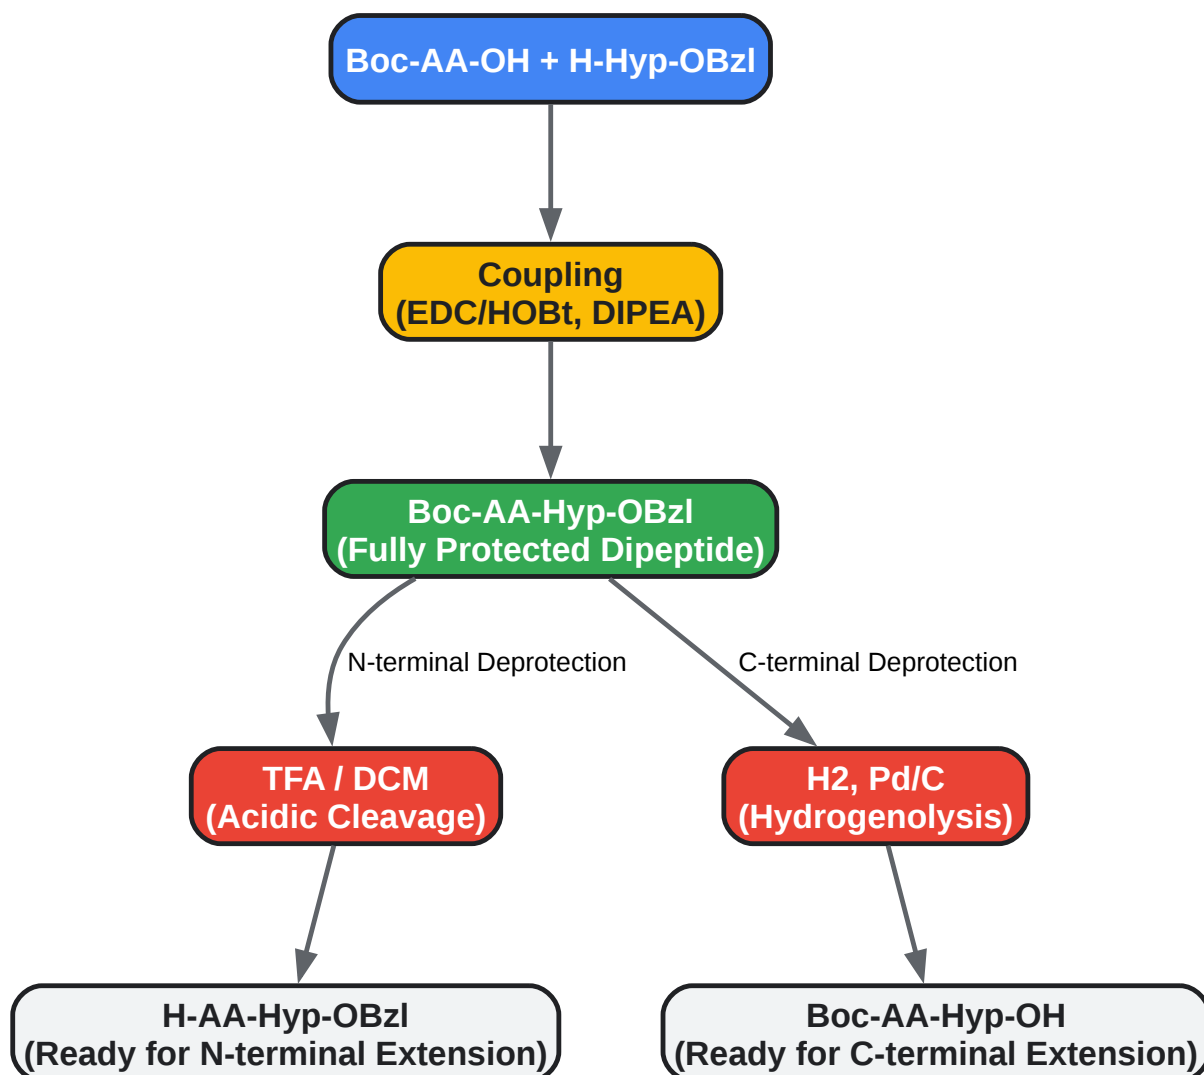 Boc-AA-OH + H-Hyp-OBzl
Coupling
(EDC/HOBt, DIPEA)
Boc-AA-Hyp-OBzl
(Fully Protected Dipeptide)
N-terminal Deprotection
C-terminal Deprotection
TFA / DCM
(Acidic Cleavage)
H2, Pd/C
(Hydrogenolysis)
H-AA-Hyp-OBzl
(Ready for N-terminal Extension)
Boc-AA-Hyp-OH
(Ready for C-terminal Extension)